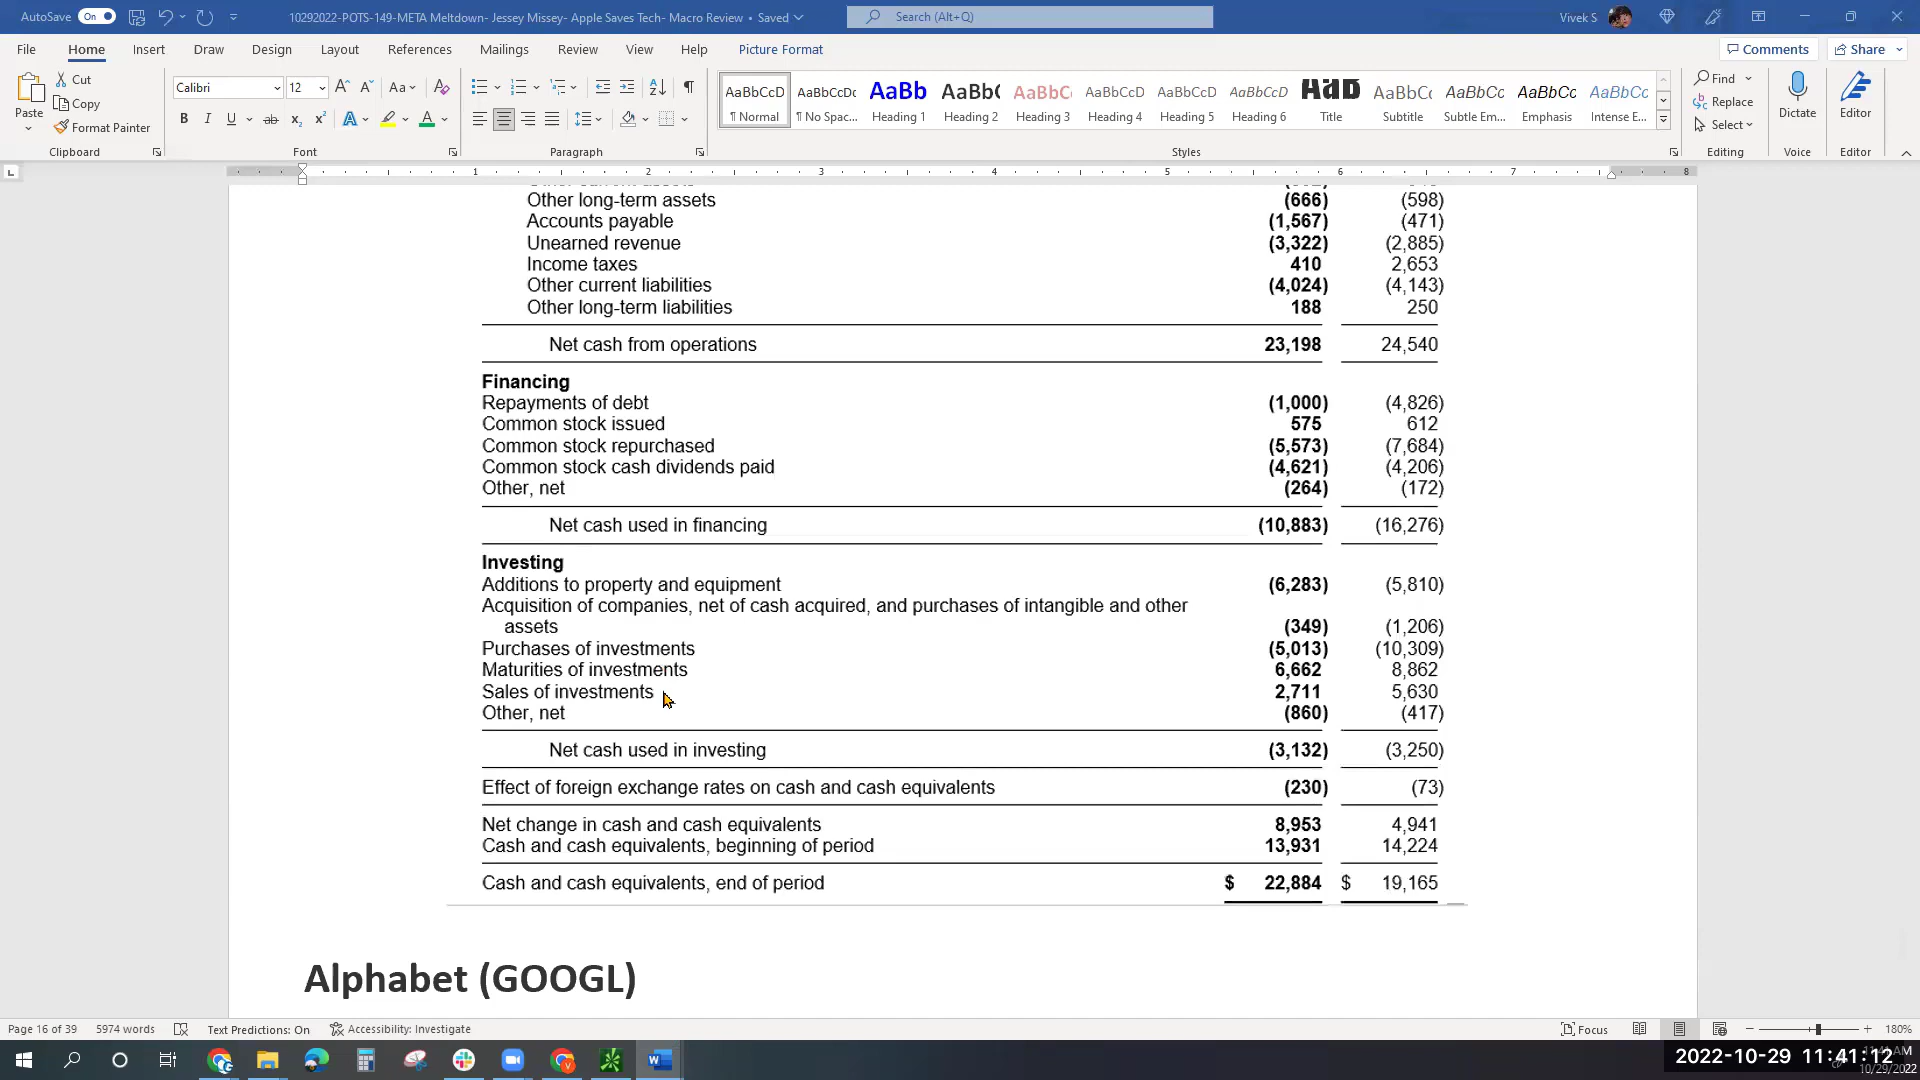 AutoSave On 10292022-POTS-149-META Meltdown- Jessey Missey- Apple Saves Tech- Macro Review • Saved Search (Alt+Q) Vivek S
File Home Insert Draw Design Layout References Mailings Review View Help Picture Format Comments Share
Paste Cut Copy Format Painter
Calibri 12
AaBbCcD AaBbCcDc AaBb AaBbC AaBbCc AaBbCcD AaBbCcD AaBbCcD AaB AaBbCc AaBbCc AaBbCc AaBbCc
¶ Normal ¶ No Spac... Heading 1 Heading 2 Heading 3 Heading 4 Heading 5 Heading 6 Title Subtitle Subtle Em... Emphasis Intense E...
Find Replace Select
Dictate Editor
Clipboard Font Paragraph Styles Editing Voice Editor
1 2 3 4 5 6 7 8
Other long-term assets (666) (598)
Accounts payable (1,567) (471)
Unearned revenue (3,322) (2,885)
Income taxes 410 2,653
Other current liabilities (4,024) (4,143)
Other long-term liabilities 188 250
Net cash from operations 23,198 24,540
Financing
Repayments of debt (1,000) (4,826)
Common stock issued 575 612
Common stock repurchased (5,573) (7,684)
Common stock cash dividends paid (4,621) (4,206)
Other, net (264) (172)
Net cash used in financing (10,883) (16,276)
Investing
Additions to property and equipment (6,283) (5,810)
Acquisition of companies, net of cash acquired, and purchases of intangible and other
assets (349) (1,206)
Purchases of investments (5,013) (10,309)
Maturities of investments 6,662 8,862
Sales of investments 2,711 5,630
Other, net (860) (417)
Net cash used in investing (3,132) (3,250)
Effect of foreign exchange rates on cash and cash equivalents (230) (73)
Net change in cash and cash equivalents 8,953 4,941
Cash and cash equivalents, beginning of period 13,931 14,224
Cash and cash equivalents, end of period $ 22,884 $ 19,165
Alphabet (GOOGL)
Page 16 of 39 5974 words Text Predictions: On Accessibility: Investigate Focus 180%
2022-10-29 11:41:12
10/29/2022